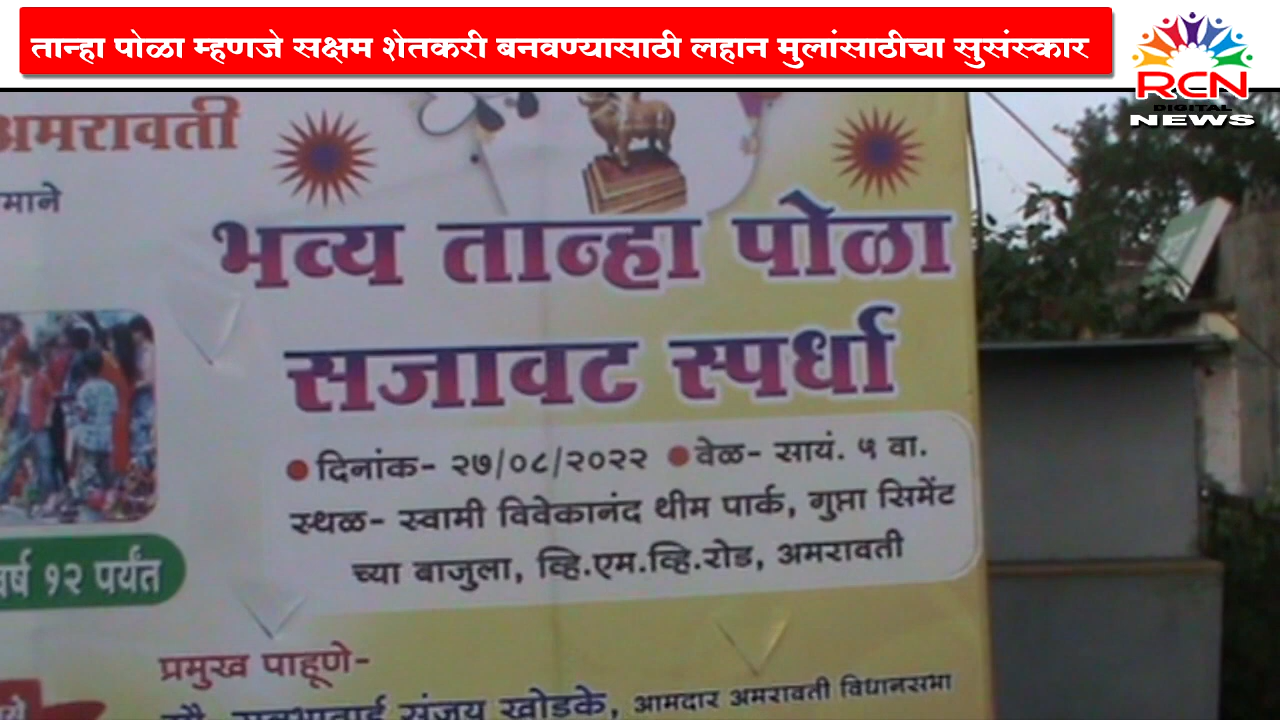 तान्हा पोळा म्हणजे सक्षम शेतकरी बनवण्यासाठी लहान मुलांसाठीचा सुसंस्कार
RCN
DIGITAL
NEWS
अमरावती
माने
भव्य तान्हा पोळा
सजावट स्पर्धा
दिनांक- २७/०८/२०२२ वेळ- सायं. ५ वा.
स्थळ- स्वामी विवेकानंद थीम पार्क, गुप्ता सिमेंट
च्या बाजुला, व्हि.एम.व्हि.रोड, अमरावती
वर्ष १२ पर्यंत
प्रमुख पाहूणे-
संजय खोडके, आमदार अमरावती विधानसभा